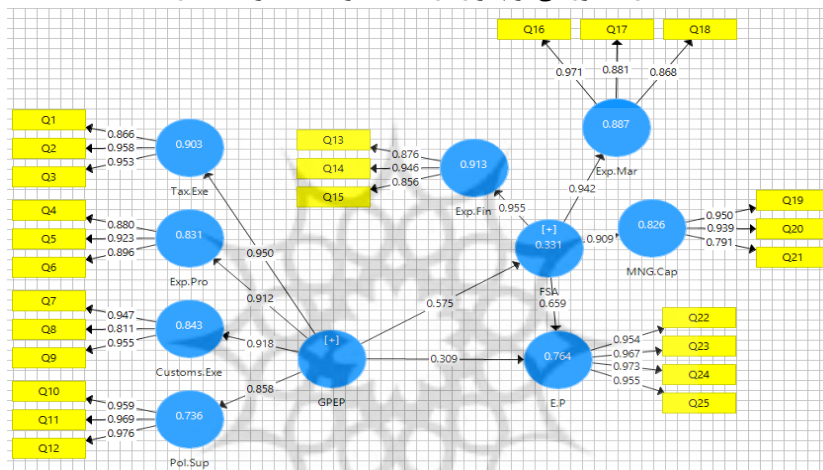 Q16
Q17
Q18
0.971
0.881
0.868
0.887
Exp.Mar
Q1
Q2
Q3
0.866
0.958
0.953
0.903
Tax.Exe
Q13
Q14
Q15
0.876
0.946
0.856
0.913
Exp.Fin
0.955
0.942
Q4
Q5
Q6
0.880
0.923
0.896
0.831
Exp.Pro
[+]
0.331
FSA
0.909
0.826
MNG.Cap
0.950
0.939
0.791
Q19
Q20
Q21
0.950
0.912
0.575
0.659
Q7
Q8
Q9
0.947
0.811
0.955
0.843
Customs.Exe
0.918
[+]
GPEP
0.309
0.764
E.P
0.954
0.967
0.973
0.955
Q22
Q23
Q24
Q25
0.858
Q10
Q11
Q12
0.959
0.969
0.976
0.736
Pol.Sup